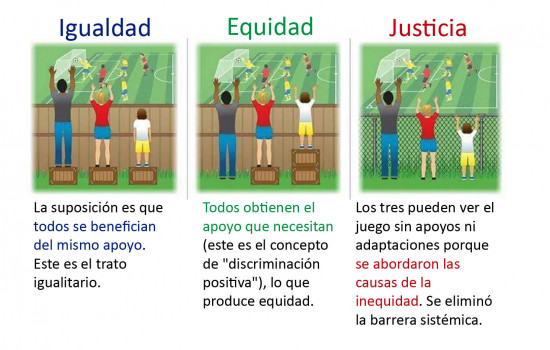 Igualdad
La suposición es que
todos se benefician
del mismo apoyo.
Este es el trato
igualitario.
Equidad
Todos obtienen el
apoyo que necesitan
(este es el concepto
de "discriminación
positiva"), lo que
produce equidad.
Justicia
Los tres pueden ver el
juego sin apoyos ni
adaptaciones porque
se abordaron las
causas de la
inequidad. Se eliminó
la barrera sistémica.